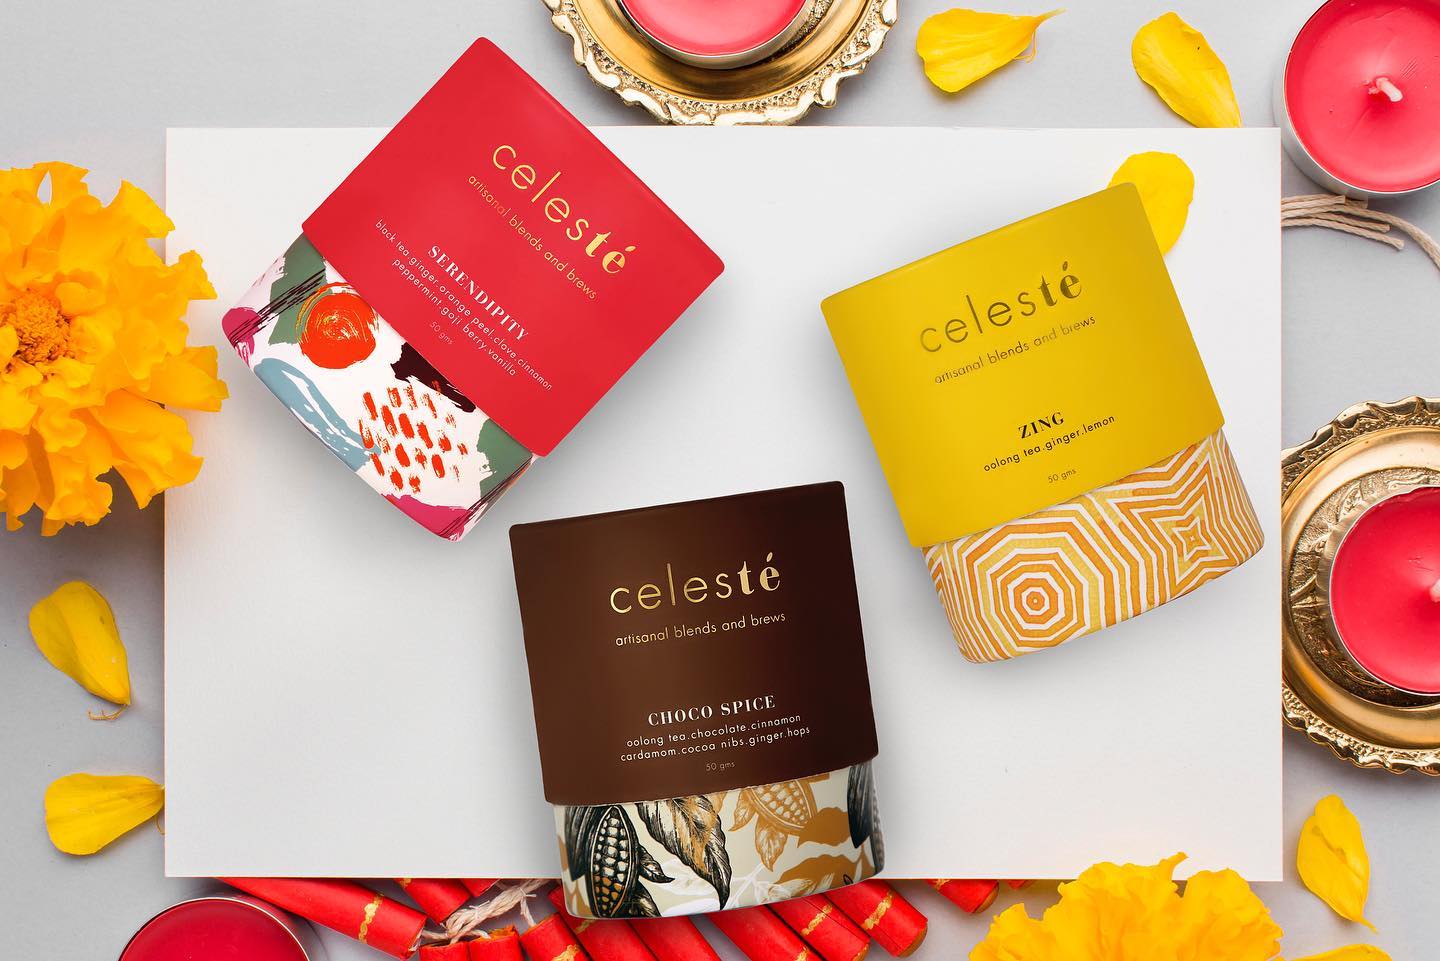 celesté
artisanal blends and brews
SERENDIPITY
black tea.ginger.orange peel.clove.cinnamon
peppermint.goji berry.vanilla
50 gms
celesté
artisanal blends and brews
ZING
oolong tea.ginger.lemon
50 gms
celesté
artisanal blends and brews
CHOCO SPICE
oolong tea.chocolate.cinnamon
cardamom.cocoa nibs.ginger.hops
50 gms